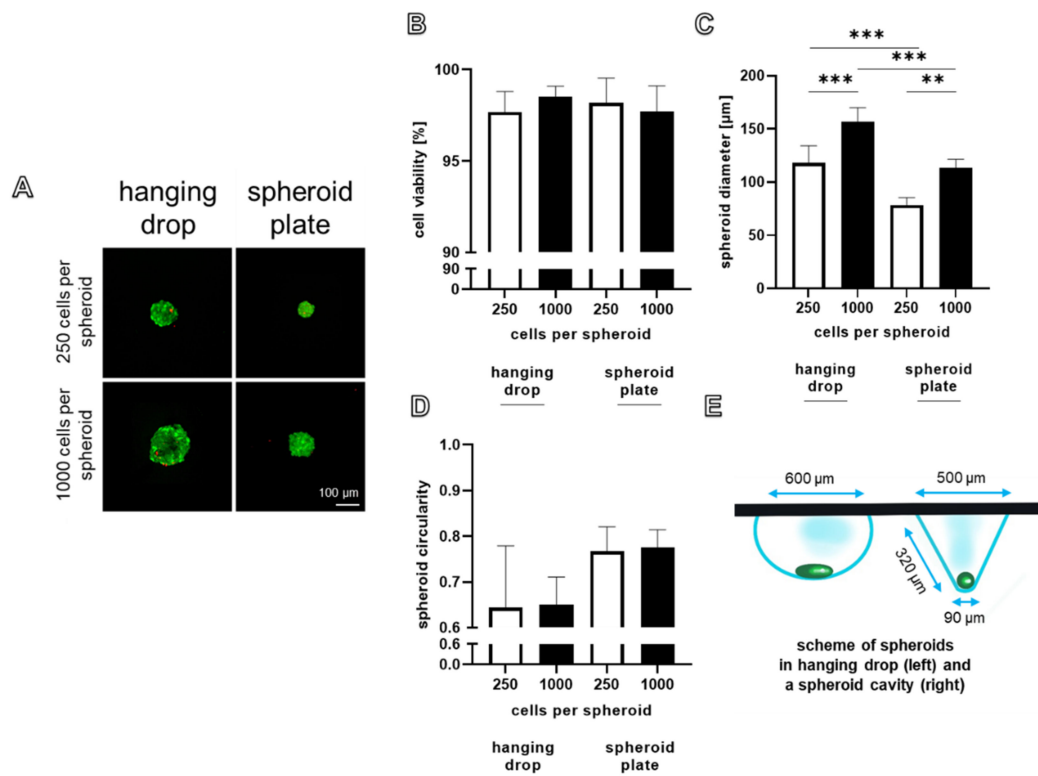 A
hanging
drop
spheroid
plate
250 cells per
spheroid
1000 cells per
spheroid
100 µm
B
cell viability [%]
100
95
90
90
0
250
1000
250
1000
cells per spheroid
hanging
drop
spheroid
plate
C
spheroid diameter [µm]
***
***
***
**
200
150
100
50
0
250
1000
250
1000
cells per spheroid
hanging
drop
spheroid
plate
D
spheroid circularity
1.0
0.9
0.8
0.7
0.6
0.6
0.0
250
1000
250
1000
cells per spheroid
hanging
drop
spheroid
plate
E
600 µm
500 µm
320 µm
90 µm
scheme of spheroids
in hanging drop (left) and
a spheroid cavity (right)